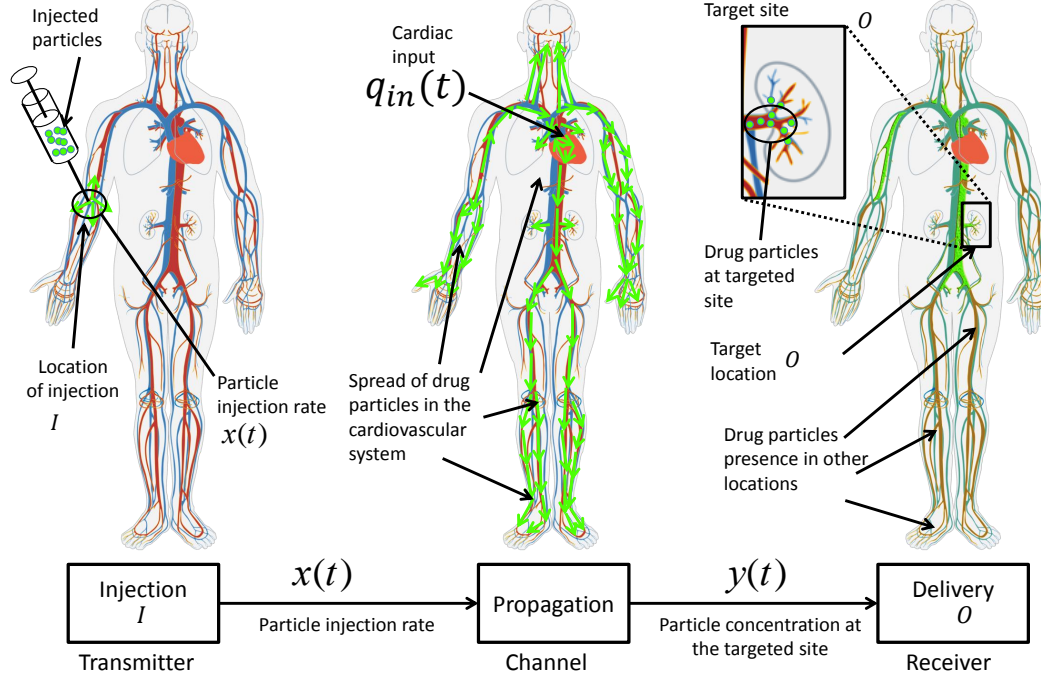 Injected
particles
Location
of injection
I
Particle
injection rate
x(t)
Cardiac
input
q_in(t)
Spread of drug
particles in the
cardiovascular
system
Target site
O
Drug particles
at targeted
site
Target
location O
Drug particles
presence in other
locations
Injection
I
Transmitter
x(t)
Particle injection rate
Propagation
Channel
y(t)
Particle concentration at
the targeted site
Delivery
O
Receiver